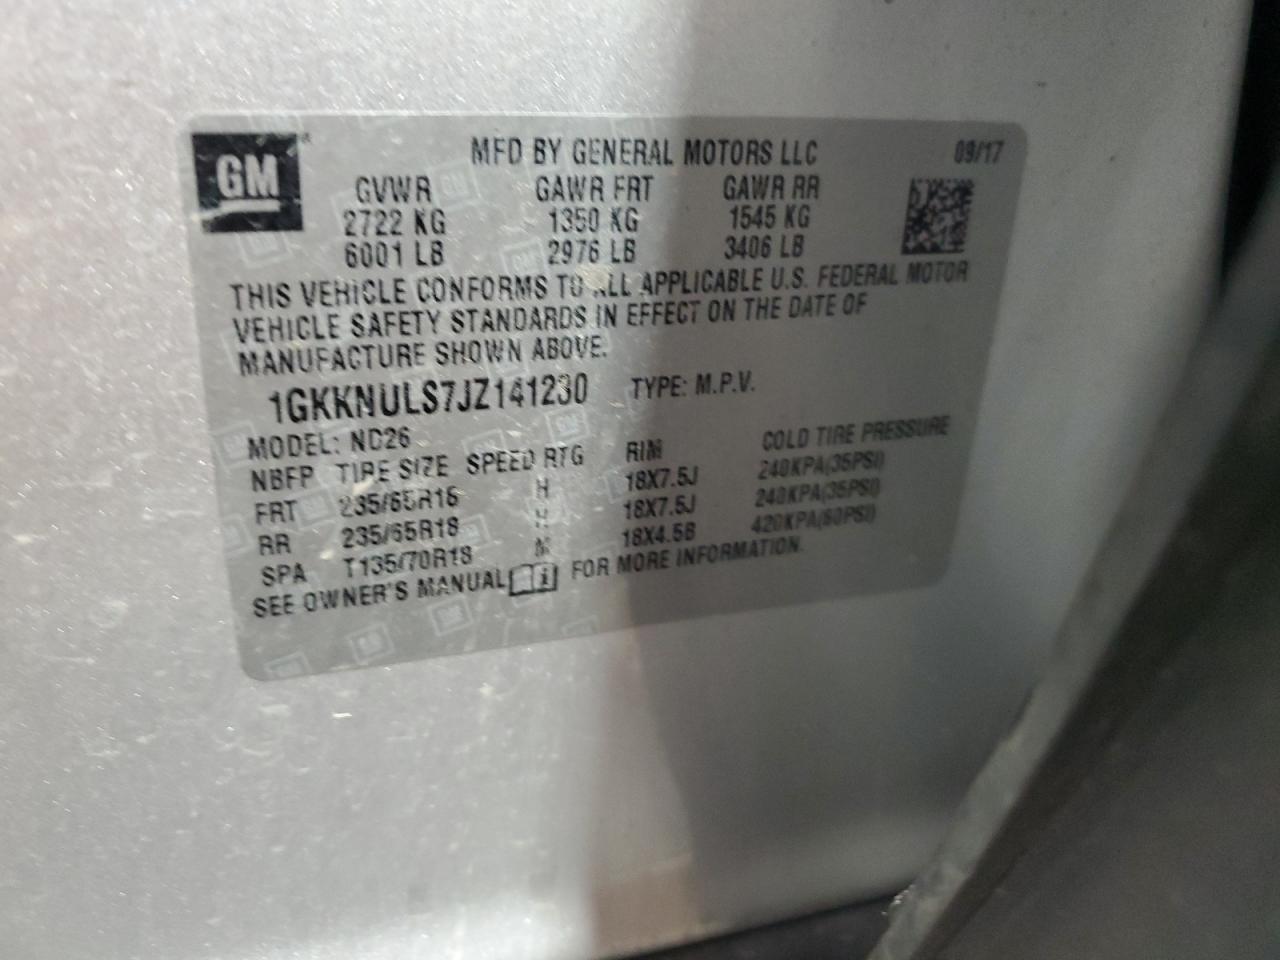 GM
MFD BY GENERAL MOTORS LLC 09/17
GVWR GAWR FRT GAWR RR
2722 KG 1350 KG 1545 KG
6001 LB 2976 LB 3406 LB
THIS VEHICLE CONFORMS TO ALL APPLICABLE U.S. FEDERAL MOTOR
VEHICLE SAFETY STANDARDS IN EFFECT ON THE DATE OF
MANUFACTURE SHOWN ABOVE.
1GKKNULS7JZ141230 TYPE: M.P.V.
MODEL: NC26
NBFP TIRE SIZE SPEED RTG RIM COLD TIRE PRESSURE
FRT 235/65R18 H 18X7.5J 240KPA(35PSI)
RR 235/65R18 H 18X7.5J 240KPA(35PSI)
SPA T135/70R18 M 18X4.5B 420KPA(60PSI)
SEE OWNER'S MANUAL FOR MORE INFORMATION.